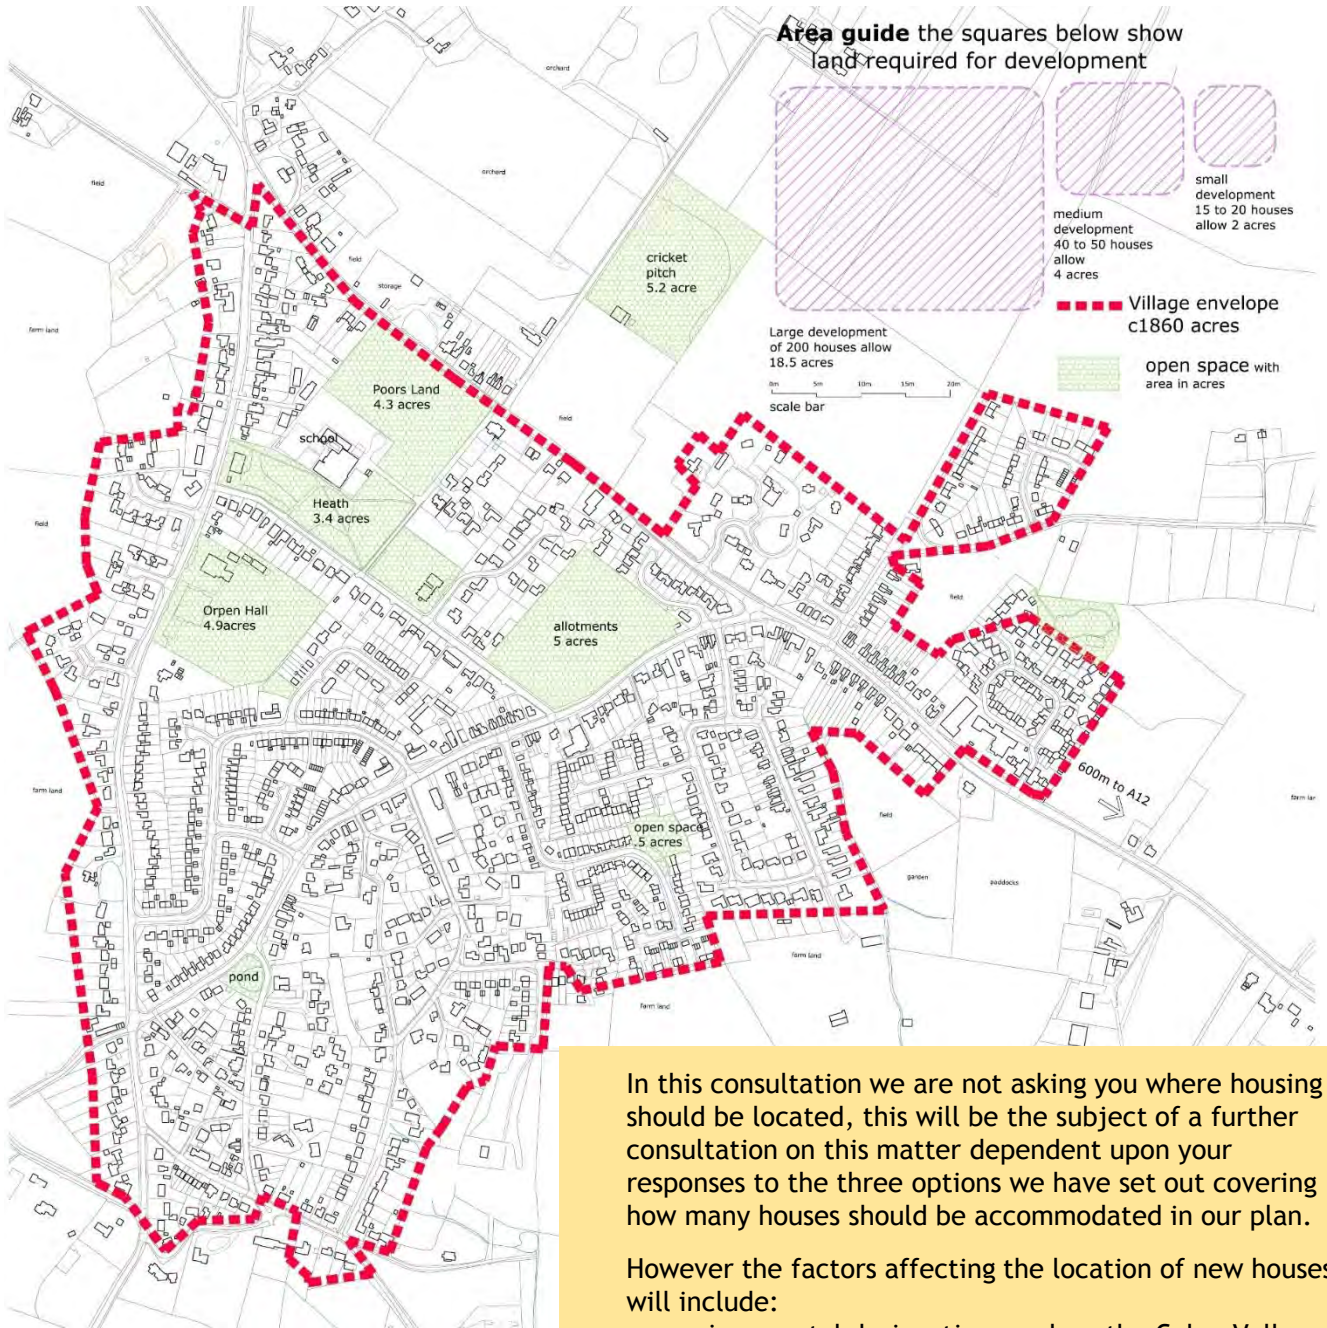 Area guide the squares below show
land required for development
small
development
15 to 20 houses
allow 2 acres
medium
development
40 to 50 houses
allow
4 acres
Large development
of 200 houses allow
18.5 acres
0m 5m 10m 15m 20m
scale bar
Village envelope
c1860 acres
open space with
area in acres
orchard
orchard
field
field
storage
cricket
pitch
5.2 acre
farm land
Poors Land
4.3 acres
school
field
Heath
3.4 acres
field
Orpen Hall
4.9acres
allotments
5 acres
field
farm land
600m to A12
farm lar
open space
.5 acres
field
garden
paddocks
pond
farm land
farm land
In this consultation we are not asking you where housing
should be located, this will be the subject of a further
consultation on this matter dependent upon your
responses to the three options we have set out covering
how many houses should be accommodated in our plan.
However the factors affecting the location of new houses
will include: